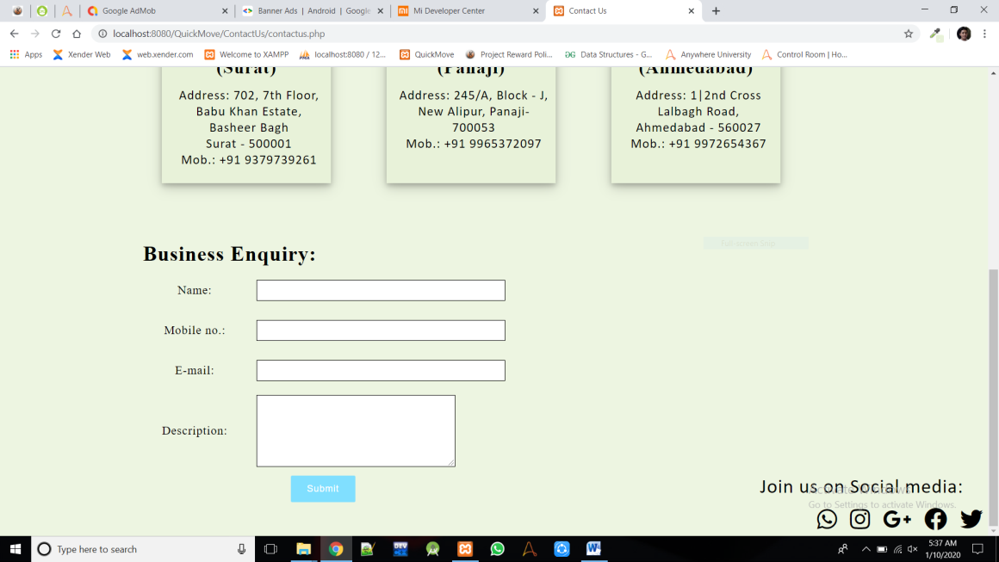 Google AdMob
Banner Ads | Android | Google
Mi Developer Center
Contact Us
localhost:8080/QuickMove/ContactUs/contactus.php
Apps
Xender Web
web.xender.com
Welcome to XAMPP
localhost:8080 / 12...
QuickMove
Project Reward Poli...
Data Structures - G...
Anywhere University
Control Room | Ho...
(Surat)
Address: 702, 7th Floor,
Babu Khan Estate,
Basheer Bagh
Surat - 500001
Mob.: +91 9379739261
(Panaji)
Address: 245/A, Block - J,
New Alipur, Panaji-
700053
Mob.: +91 9965372097
(Ahmedabad)
Address: 1|2nd Cross
Lalbagh Road,
Ahmedabad - 560027
Mob.: +91 9972654367
Business Enquiry:
Name:
Mobile no.:
E-mail:
Description:
Submit
Join us on Social media:
Activate Windows
Go to Settings to activate Windows.
Type here to search
DEV
5:37 AM
1/10/2020